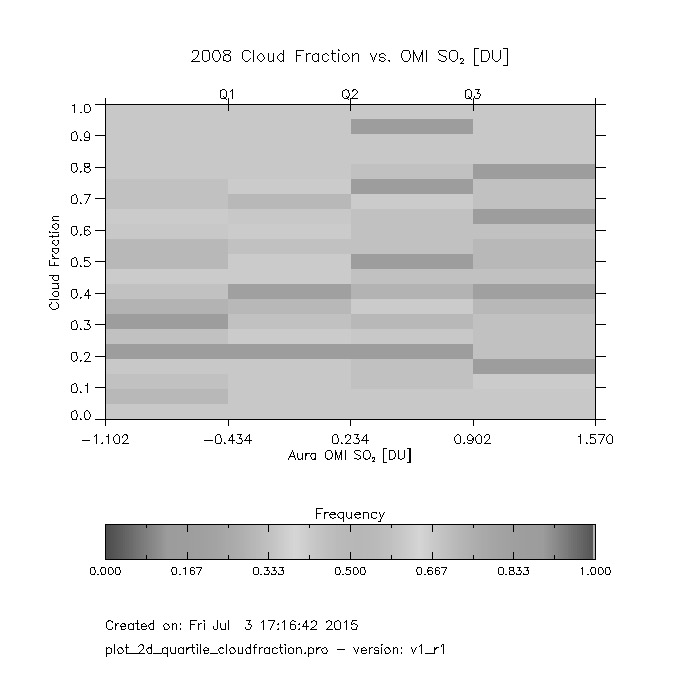 2008 Cloud Fraction vs. OMI SO₂ [DU]
Q1 Q2 Q3
1.0
0.9
0.8
0.7
0.6
0.5
0.4
0.3
0.2
0.1
0.0
Cloud Fraction
−1.102 −0.434 0.234 0.902 1.570
Aura OMI SO₂ [DU]
Frequency
0.000 0.167 0.333 0.500 0.667 0.833 1.000
Created on: Fri Jul 3 17:16:42 2015
plot_2d_quartile_cloudfraction.pro − version: v1_r1